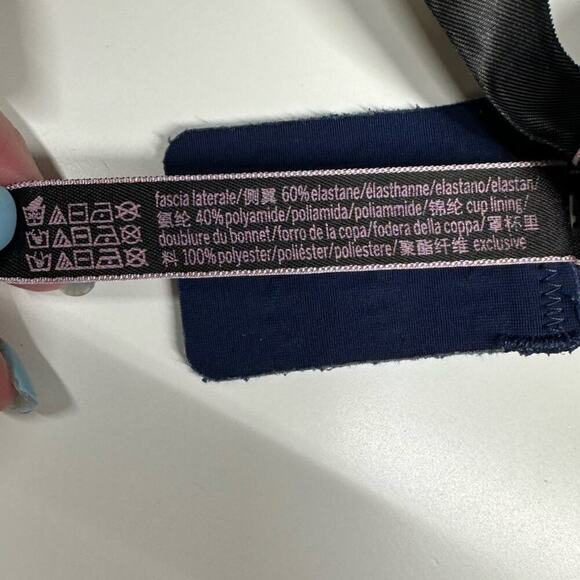 fascia laterale/侧翼 60%elastane/élasthanne/elastano/elastan/
氨纶 40%polyamide/poliamida/poliammide/锦纶 cup lining/
doublure du bonnet/forro de la copa/fodera della coppa/罩杯里
料 100%polyester/poliéster/poliestere/聚酯纤维 exclusive